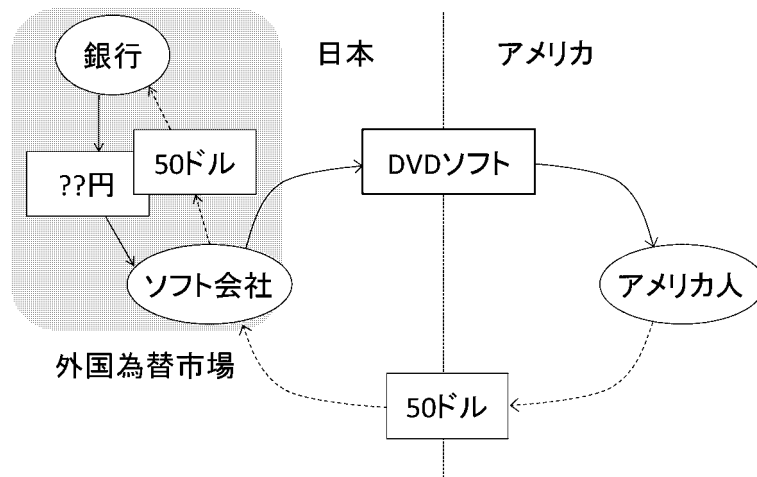 銀行
日本
アメリカ
50ドル
DVDソフト
??円
ソフト会社
アメリカ人
外国為替市場
50ドル